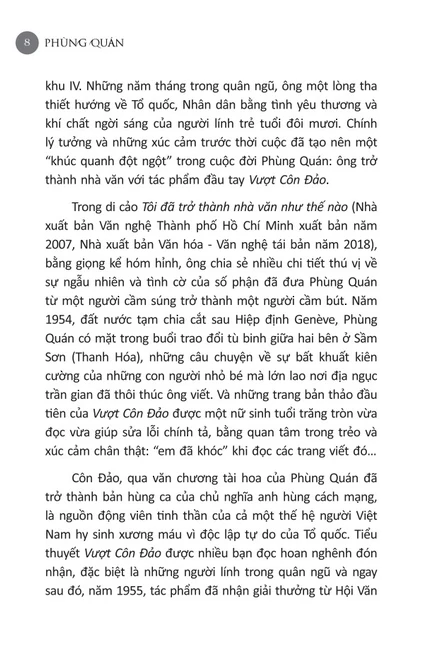 8 PHÙNG QUÁN
khu IV. Những năm tháng trong quân ngũ, ông một lòng tha
thiết hướng về Tổ quốc, Nhân dân bằng tình yêu thương và
khí chất ngời sáng của người lính trẻ tuổi đôi mươi. Chính
lý tưởng và những xúc cảm trước thời cuộc đã tạo nên một
“khúc quanh đột ngột” trong cuộc đời Phùng Quán: ông trở
thành nhà văn với tác phẩm đầu tay Vượt Côn Đảo.
Trong di cảo Tôi đã trở thành nhà văn như thế nào (Nhà
xuất bản Văn nghệ Thành phố Hồ Chí Minh xuất bản năm
2007, Nhà xuất bản Văn hóa - Văn nghệ tái bản năm 2018),
bằng giọng kể hóm hỉnh, ông chia sẻ nhiều chi tiết thú vị về
sự ngẫu nhiên và tình cờ của số phận đã đưa Phùng Quán
từ một người cầm súng trở thành một người cầm bút. Năm
1954, đất nước tạm chia cắt sau Hiệp định Genève, Phùng
Quán có mặt trong buổi trao đổi tù binh giữa hai bên ở Sầm
Sơn (Thanh Hóa), những câu chuyện về sự bất khuất kiên
cường của những con người nhỏ bé mà lớn lao nơi địa ngục
trần gian đã thôi thúc ông viết. Và những trang bản thảo đầu
tiên của Vượt Côn Đảo được một nữ sinh tuổi trăng tròn vừa
đọc vừa giúp sửa lỗi chính tả, bằng quan tâm trong trẻo và
xúc cảm chân thật: “em đã khóc” khi đọc các trang viết đó...
Côn Đảo, qua văn chương tài hoa của Phùng Quán đã
trở thành bản hùng ca của chủ nghĩa anh hùng cách mạng,
là nguồn động viên tinh thần của cả một thế hệ người Việt
Nam hy sinh xương máu vì độc lập tự do của Tổ quốc. Tiểu
thuyết Vượt Côn Đảo được nhiều bạn đọc hoan nghênh đón
nhận, đặc biệt là những người lính trong quân ngũ và ngay
sau đó, năm 1955, tác phẩm đã nhận giải thưởng từ Hội Văn